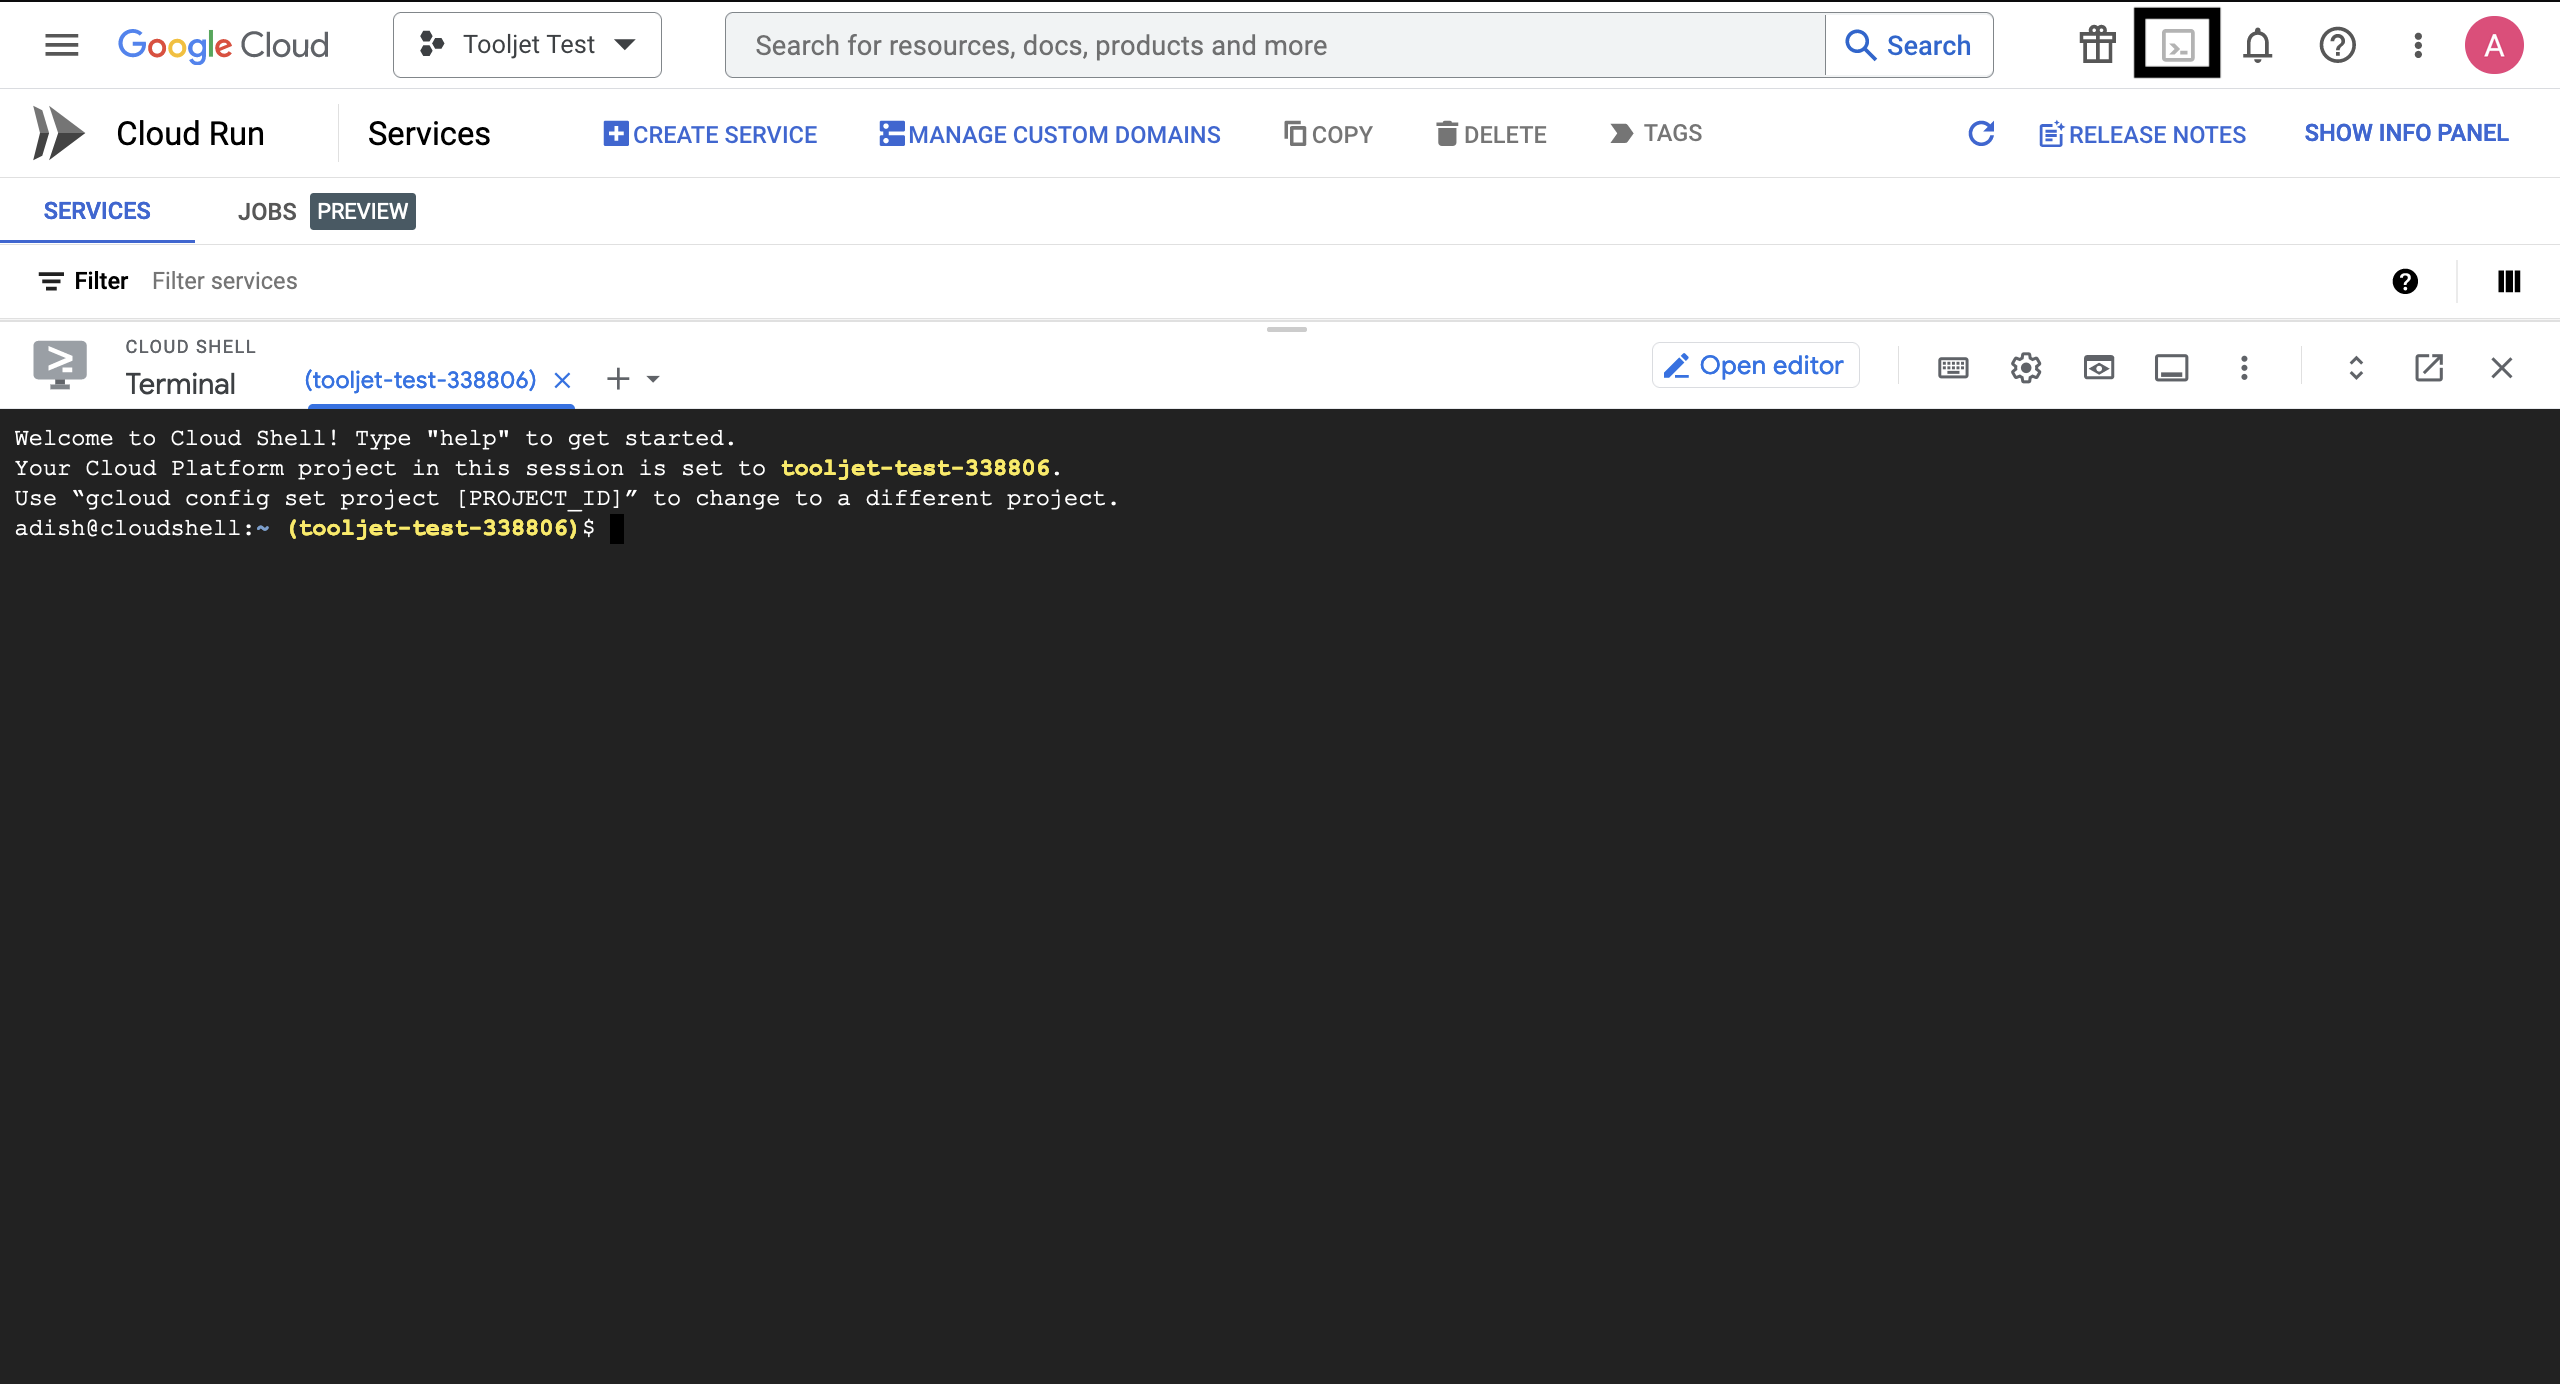 Google Cloud
Tooljet Test
Search for resources, docs, products and more
Search
A
Cloud Run
Services
CREATE SERVICE
MANAGE CUSTOM DOMAINS
COPY
DELETE
TAGS
RELEASE NOTES
SHOW INFO PANEL
SERVICES
JOBS
PREVIEW
Filter
Filter services
CLOUD SHELL
Terminal
(tooljet-test-338806)
Open editor
Welcome to Cloud Shell! Type "help" to get started.
Your Cloud Platform project in this session is set to tooljet-test-338806.
Use “gcloud config set project [PROJECT_ID]” to change to a different project.
adish@cloudshell:~ (tooljet-test-338806)$